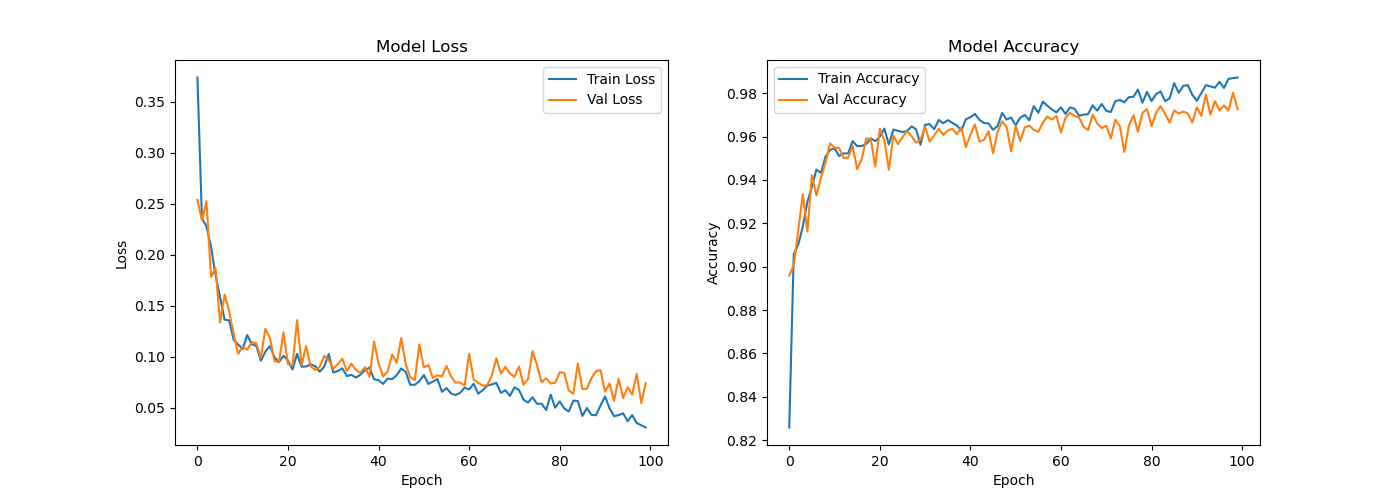 Model Loss
Train Loss
Val Loss
0.35
0.30
0.25
0.20
0.15
0.10
0.05
Loss
0 20 40 60 80 100
Epoch
Model Accuracy
Train Accuracy
Val Accuracy
0.98
0.96
0.94
0.92
0.90
0.88
0.86
0.84
0.82
Accuracy
0 20 40 60 80 100
Epoch